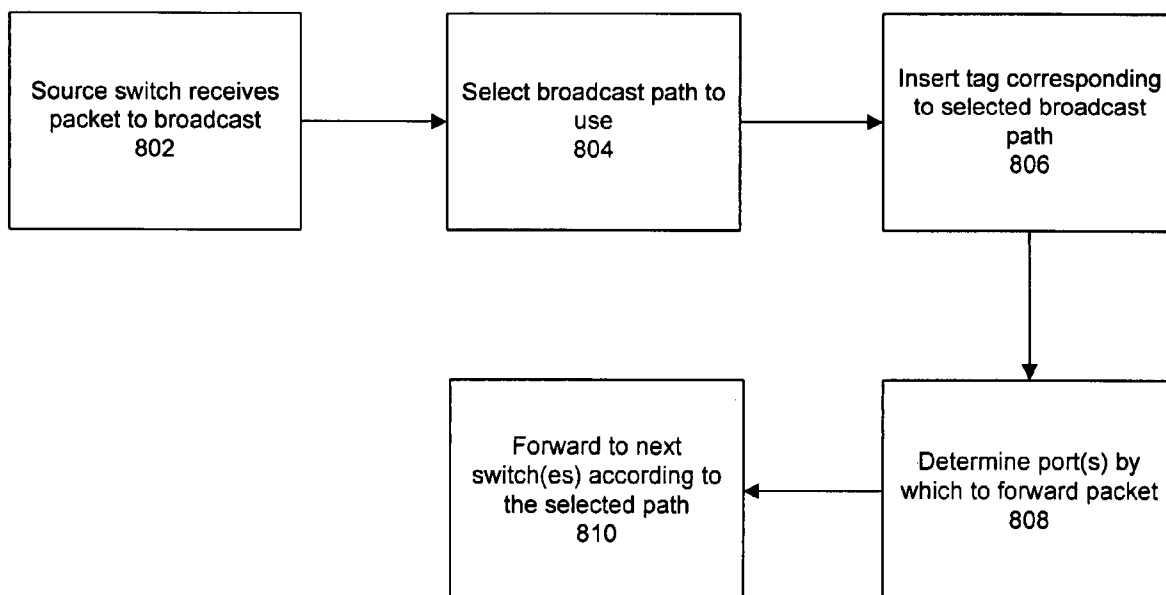 Source switch receives
packet to broadcast
802
Select broadcast path to
use
804
Insert tag corresponding
to selected broadcast
path
806
Determine port(s) by
which to forward packet
808
Forward to next
switch(es) according to
the selected path
810